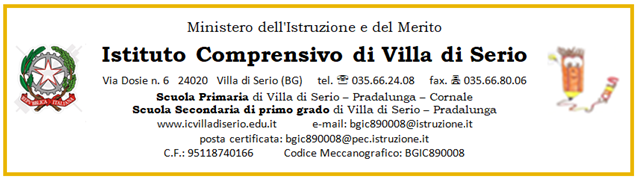 Ministero dell'Istruzione e del Merito
Istituto Comprensivo di Villa di Serio
Via Dosie n. 6 24020 Villa di Serio (BG) tel. ☏ 035.66.24.08 fax. 📠 035.66.80.06
Scuola Primaria di Villa di Serio – Pradalunga – Cornale
Scuola Secondaria di primo grado di Villa di Serio – Pradalunga
www.icvilladiserio.edu.it e-mail: bgic890008@istruzione.it
posta certificata: bgic890008@pec.istruzione.it
C.F.: 95118740166 Codice Meccanografico: BGIC890008
REPVBBLICA ITALIANA